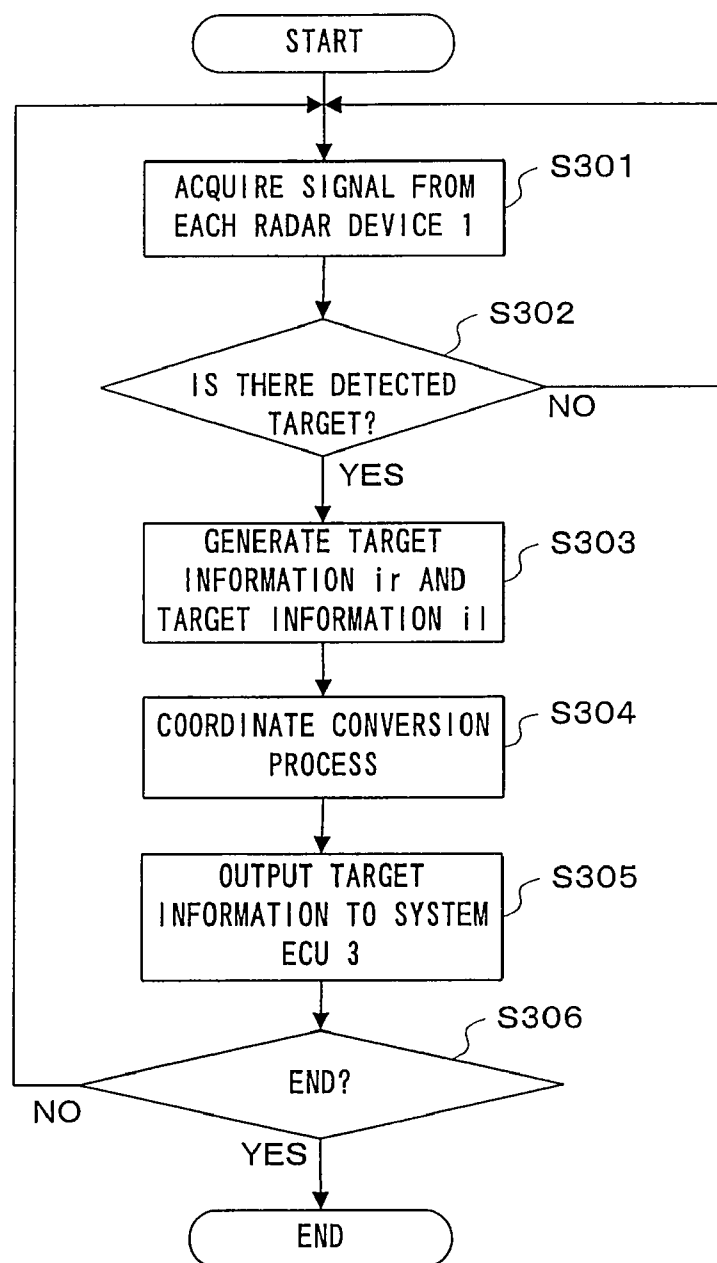 START
ACQUIRE SIGNAL FROM
EACH RADAR DEVICE 1
S301
IS THERE DETECTED
TARGET?
S302
NO
YES
GENERATE TARGET
INFORMATION ir AND
TARGET INFORMATION il
S303
COORDINATE CONVERSION
PROCESS
S304
OUTPUT TARGET
INFORMATION TO SYSTEM
ECU 3
S305
END?
S306
NO
YES
END